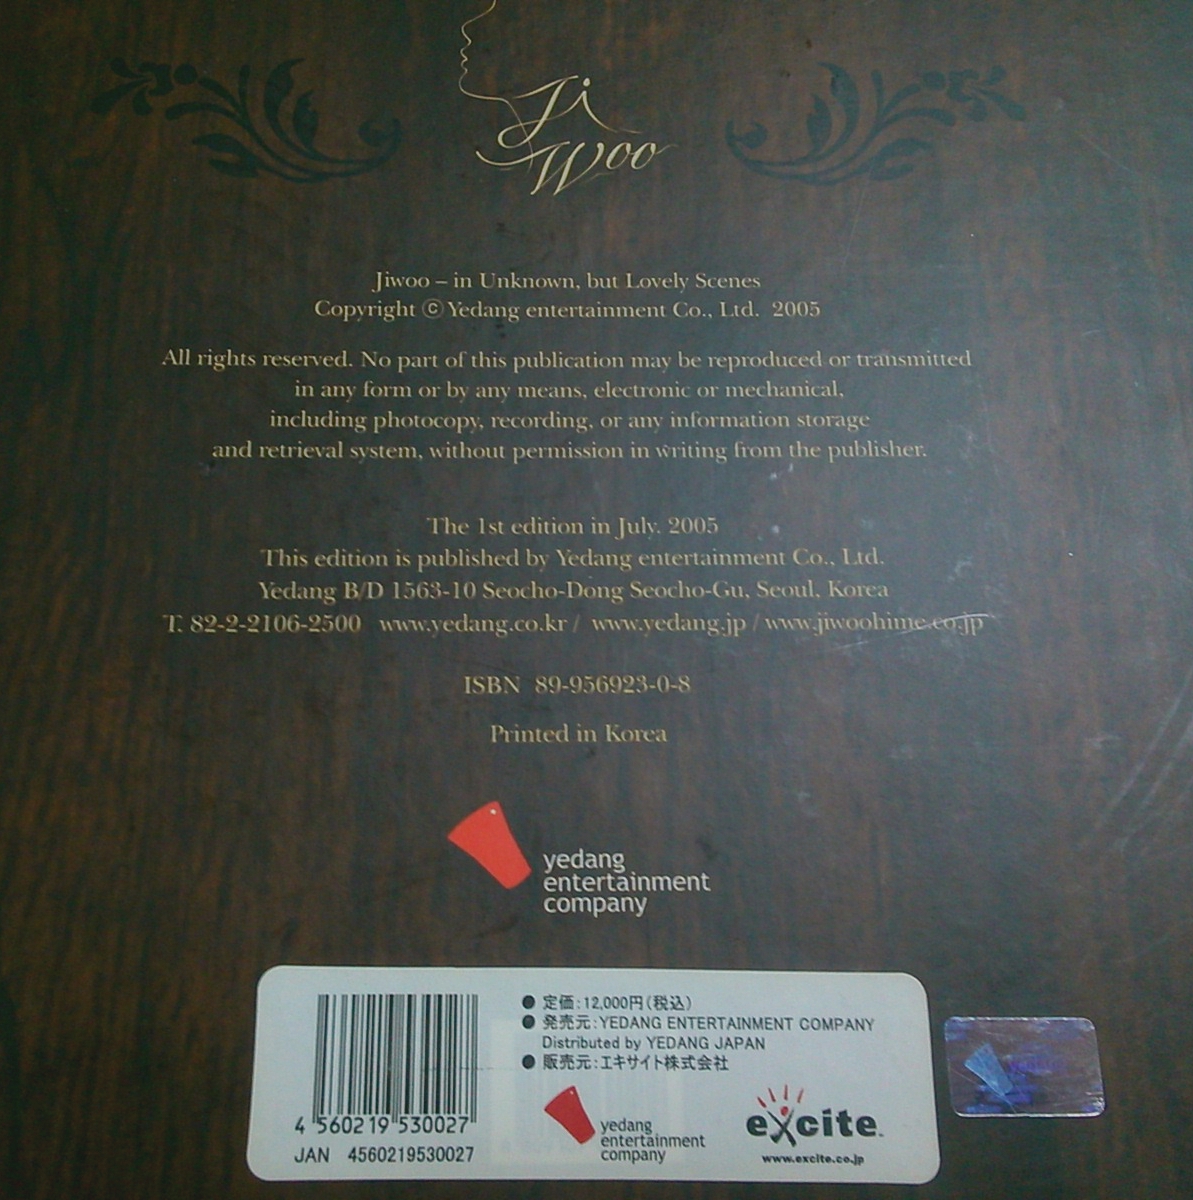 Ji
Woo
Jiwoo – in Unknown, but Lovely Scenes
Copyright ⓒ Yedang entertainment Co., Ltd. 2005
All rights reserved. No part of this publication may be reproduced or transmitted
in any form or by any means, electronic or mechanical,
including photocopy, recording, or any information storage
and retrieval system, without permission in writing from the publisher.
The 1st edition in July. 2005
This edition is published by Yedang entertainment Co., Ltd.
Yedang B/D 1563-10 Seocho-Dong Seocho-Gu, Seoul, Korea
T. 82-2-2106-2500 www.yedang.co.kr / www.yedang.jp / www.jiwoohime.co.jp
ISBN 89-956923-0-8
Printed in Korea
yedang
entertainment
company
4 560219 530027
JAN 4560219530027
● 定価:12,000円(税込)
● 発売元:YEDANG ENTERTAINMENT COMPANY
Distributed by YEDANG JAPAN
● 販売元:エキサイト株式会社
yedang
entertainment
company
excite
www.excite.co.jp